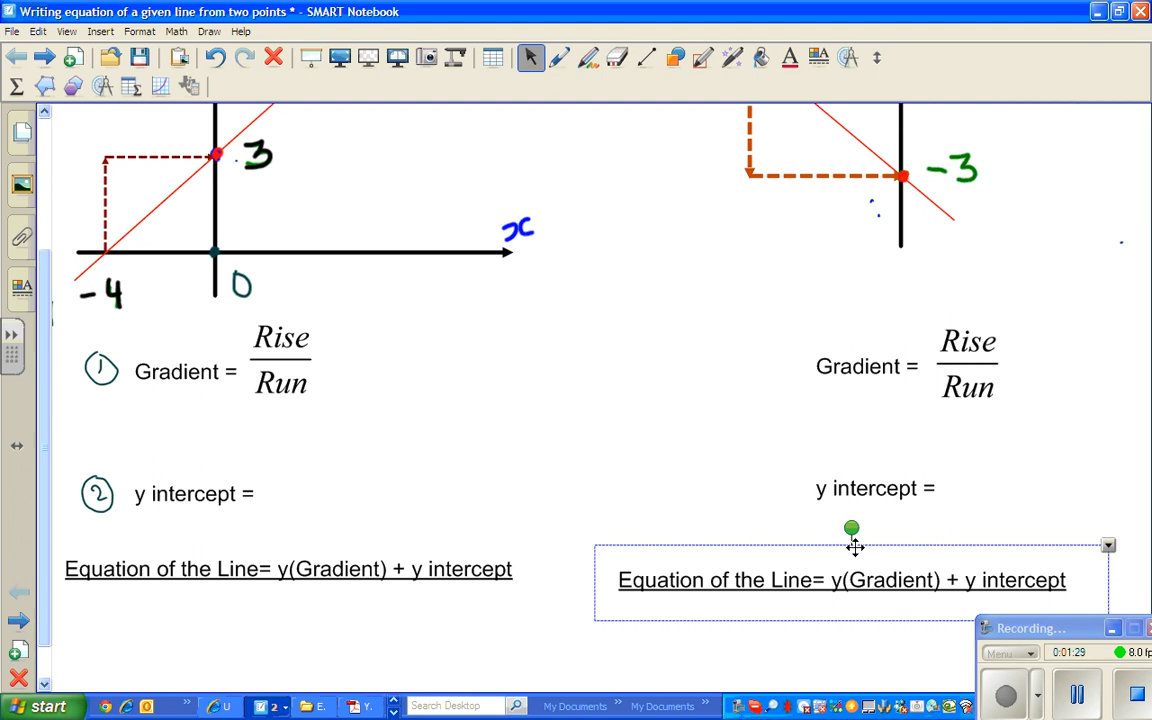 Writing equation of a given line from two points * - SMART Notebook
File Edit View Insert Format Math Draw Help
3
-3
x
-4
0
1 Gradient = Rise
Run
Gradient = Rise
Run
2 y intercept =
y intercept =
Equation of the Line= y(Gradient) + y intercept
Equation of the Line= y(Gradient) + y intercept
Recording...
Menu
0:01:29
8.0 fp
start
U
2
E.
Y.
Search Desktop
My Documents
My Documents